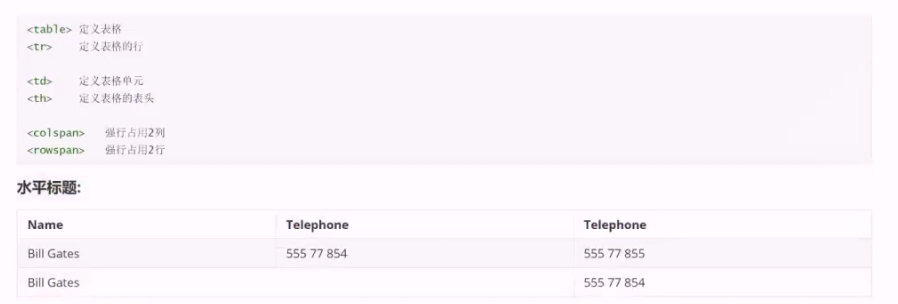 <table> 定义表格
<tr> 定义表格的行
<td> 定义表格单元
<th> 定义表格的表头
<colspan> 强行占用2列
<rowspan> 强行占用2行
水平标题:
Name Telephone Telephone
Bill Gates 555 77 854 555 77 855
Bill Gates 555 77 854